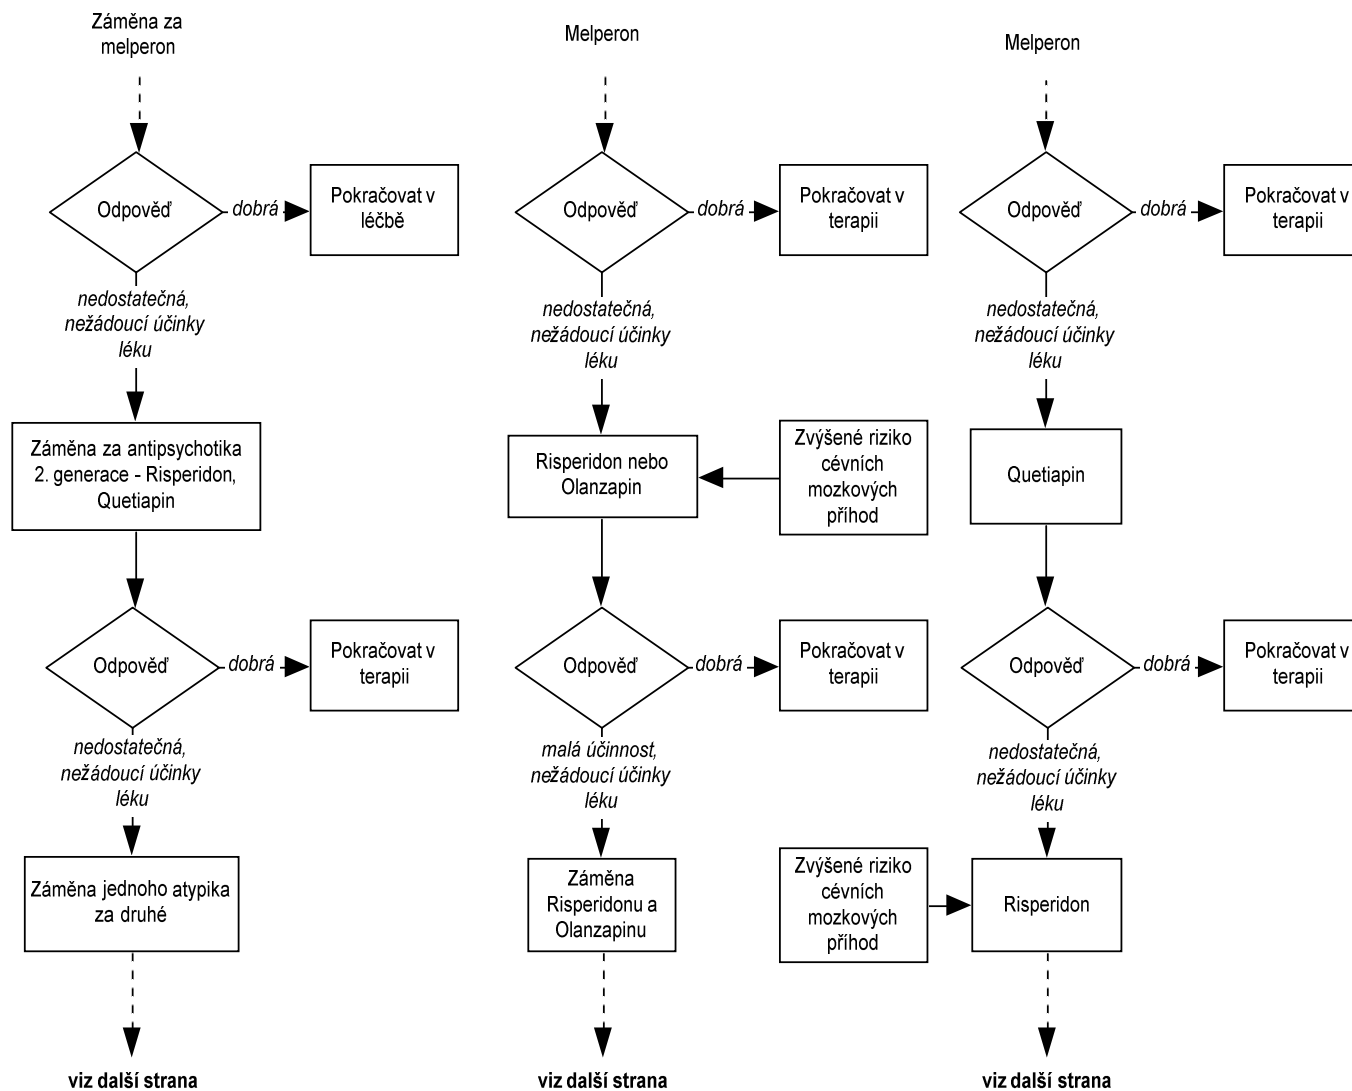 Záměna za
melperon
Odpověď
dobrá
Pokračovat v
léčbě
nedostatečná,
nežádoucí účinky
léku
Záměna za antipsychotika
2. generace - Risperidon,
Quetiapin
Odpověď
dobrá
Pokračovat v
terapii
nedostatečná,
nežádoucí účinky
léku
Záměna jednoho atypika
za druhé
viz další strana
Melperon
Odpověď
dobrá
Pokračovat v
terapii
nedostatečná,
nežádoucí účinky
léku
Risperidon nebo
Olanzapin
Zvýšené riziko
cévních
mozkových
příhod
Odpověď
dobrá
Pokračovat v
terapii
malá účinnost,
nežádoucí účinky
léku
Záměna
Risperidonu a
Olanzapinu
viz další strana
Melperon
Odpověď
dobrá
Pokračovat v
terapii
nedostatečná,
nežádoucí účinky
léku
Quetiapin
Odpověď
dobrá
Pokračovat v
terapii
nedostatečná,
nežádoucí účinky
léku
Zvýšené riziko
cévních
mozkových
příhod
Risperidon
viz další strana